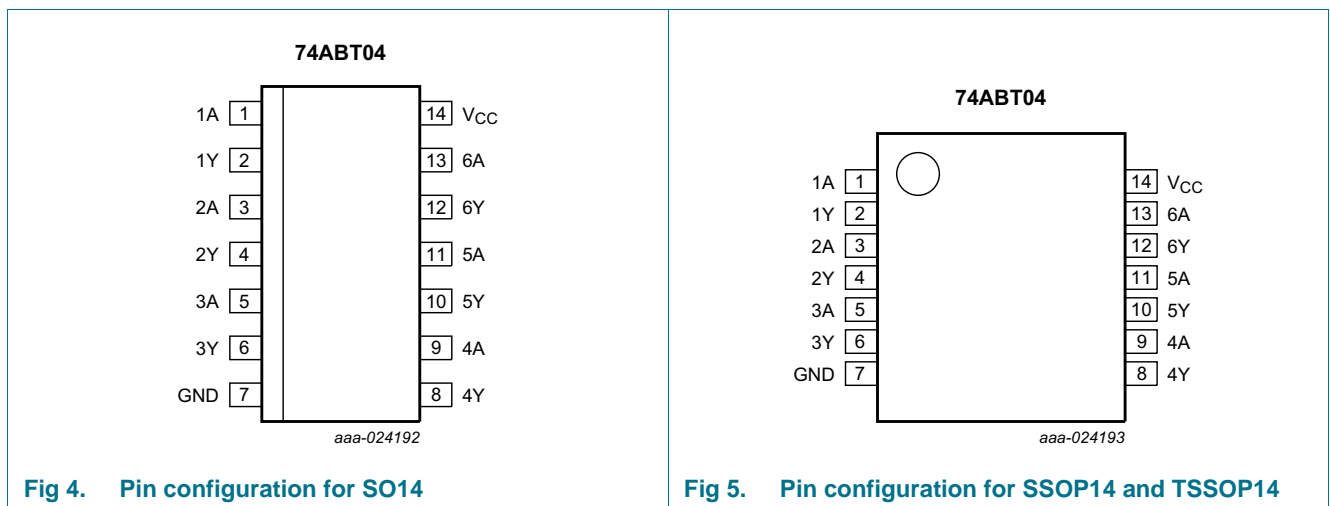 74ABT04
1A 1 14 VCC
1Y 2 13 6A
2A 3 12 6Y
2Y 4 11 5A
3A 5 10 5Y
3Y 6 9 4A
GND 7 8 4Y
aaa-024192
Fig 4. Pin configuration for SO14
74ABT04
1A 1 14 VCC
1Y 2 13 6A
2A 3 12 6Y
2Y 4 11 5A
3A 5 10 5Y
3Y 6 9 4A
GND 7 8 4Y
aaa-024193
Fig 5. Pin configuration for SSOP14 and TSSOP14